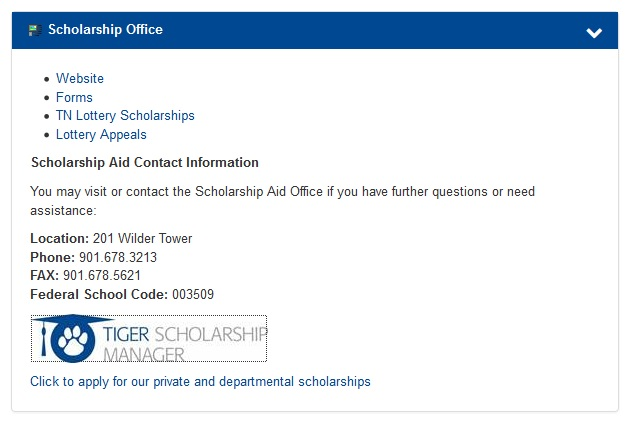 Scholarship Office
Website
Forms
TN Lottery Scholarships
Lottery Appeals
Scholarship Aid Contact Information
You may visit or contact the Scholarship Aid Office if you have further questions or need
assistance:
Location: 201 Wilder Tower
Phone: 901.678.3213
FAX: 901.678.5621
Federal School Code: 003509
TIGER SCHOLARSHIP
MANAGER
Click to apply for our private and departmental scholarships